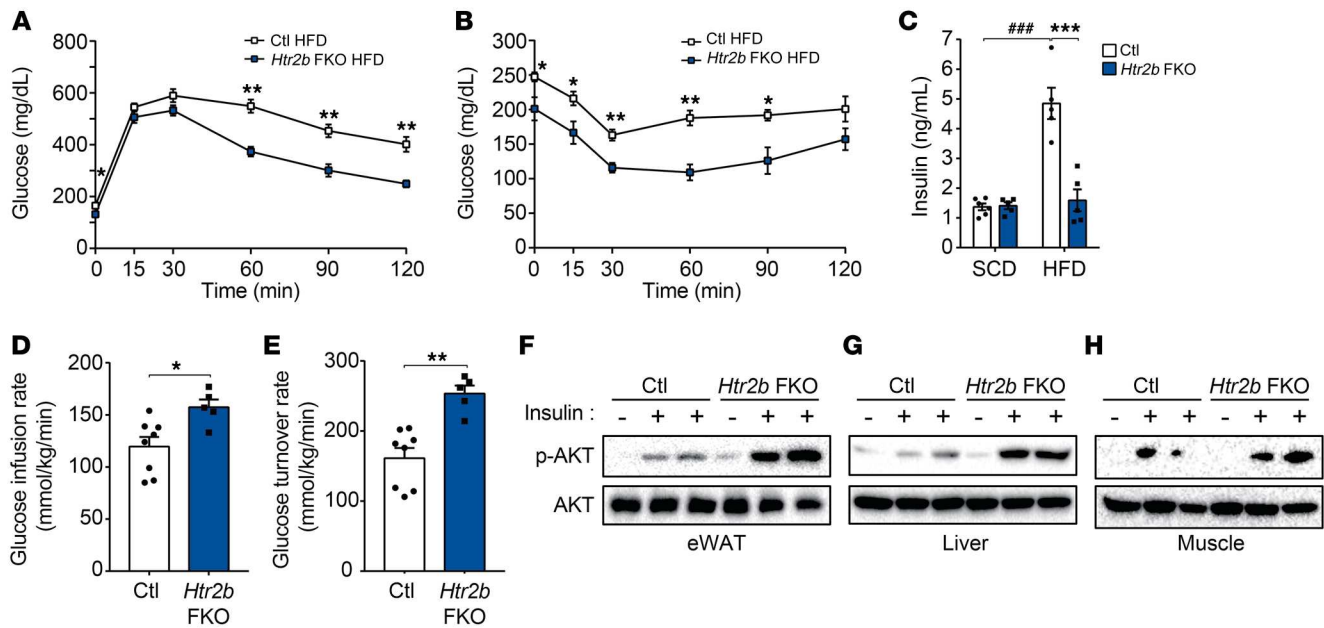 A
Glucose (mg/dL)
800
600
400
200
0
Ctl HFD
Htr2b FKO HFD
*
**
**
**
0 15 30 60 90 120
Time (min)
B
Glucose (mg/dL)
300
250
200
150
100
50
0
Ctl HFD
Htr2b FKO HFD
*
*
**
**
*
0 15 30 60 90 120
Time (min)
C
Insulin (ng/mL)
7
6
5
4
3
2
1
0
### ***
Ctl
Htr2b FKO
SCD HFD
D
Glucose infusion rate
(mmol/kg/min)
200
150
100
50
0
*
Ctl Htr2b
FKO
E
Glucose turnover rate
(mmol/kg/min)
300
200
100
0
**
Ctl Htr2b
FKO
F
Ctl Htr2b FKO
Insulin : - + + - + +
p-AKT
AKT
eWAT
G
Ctl Htr2b FKO
- + + - + +
Liver
H
Ctl Htr2b FKO
- + + - + +
Muscle